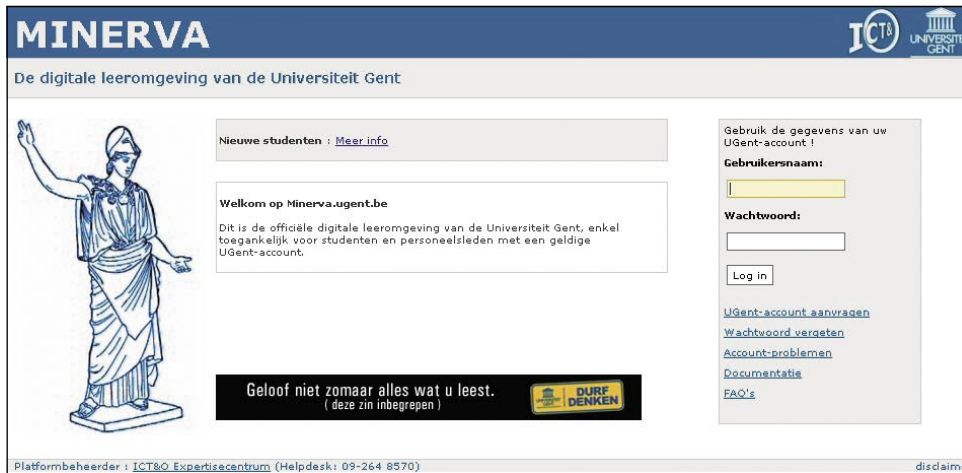 MINERVA
ICT&
UNIVERSITE
GENT
De digitale leeromgeving van de Universiteit Gent
Nieuwe studenten : Meer info
Welkom op Minerva.ugent.be
Dit is de officiële digitale leeromgeving van de Universiteit Gent, enkel
toegankelijk voor studenten en personeelsleden met een geldige
UGent-account.
Geloof niet zomaar alles wat u leest.
( deze zin inbegrepen )
DURF
DENKEN
Gebruik de gegevens van uw
UGent-account !
Gebruikersnaam:
Wachtwoord:
Log in
UGent-account aanvragen
Wachtwoord vergeten
Account-problemen
Documentatie
FAQ's
Platformbeheerder : ICT&O Expertisecentrum (Helpdesk: 09-264 8570)
disclaim